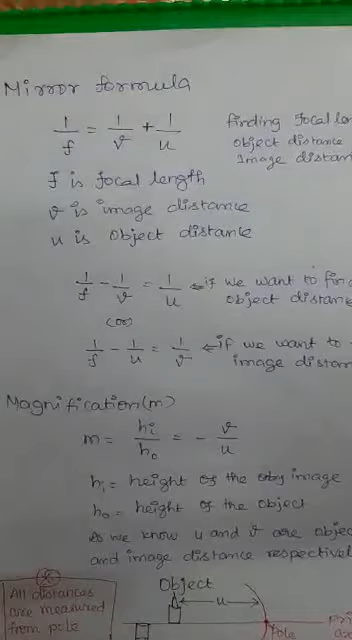 Mirror formula
1/f = 1/v + 1/u
finding focal len
object distance
Image distan
f is focal length
v is image distance
u is object distance
1/f - 1/v = 1/u ← if we want to find
object distance
(or)
1/f - 1/u = 1/v ← if we want to
image distan
Magnification(m)
m = hi/ho = - v/u
hi = height of the image
ho = height of the object
As we know u and v are objec
and image distance respectivel
All distances
are measured
from pole
Object
u
Pole
Pri